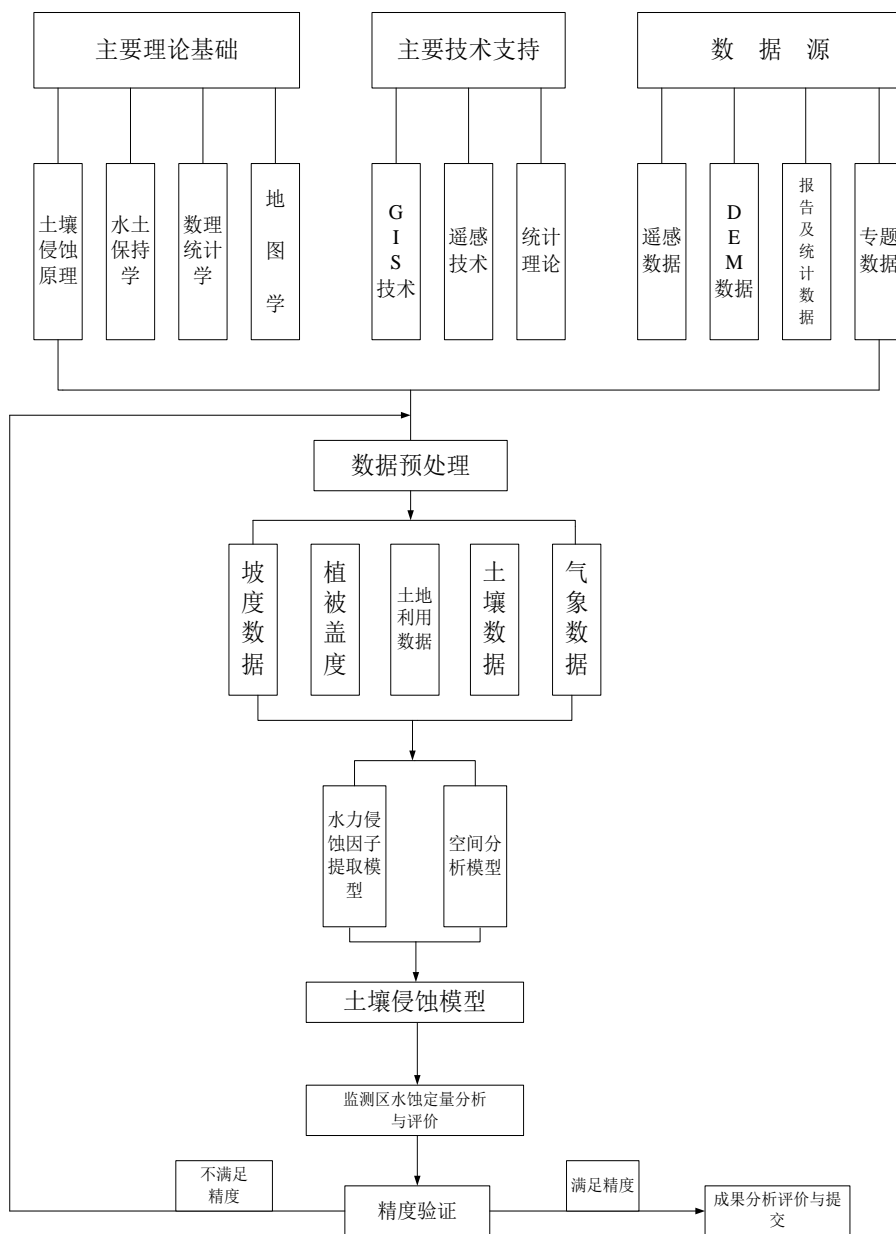 主要理论基础
主要技术支持
数 据 源
土壤
侵蚀
原理
水土
保持
学
数理
统计
学
地
图
学
G
I
S
技术
遥感
技术
统计
理论
遥感
数据
D
E
M
数据
报
告
及
统
计
数
据
专题
数据
数据预处理
坡
度
数
据
植
被
盖
度
土地
利用
数据
土
壤
数
据
气
象
数
据
水力侵
蚀因子
提取模
型
空间分
析模型
土壤侵蚀模型
监测区水蚀定量分析
与评价
不满足
精度
精度验证
满足精度
成果分析评价与提
交